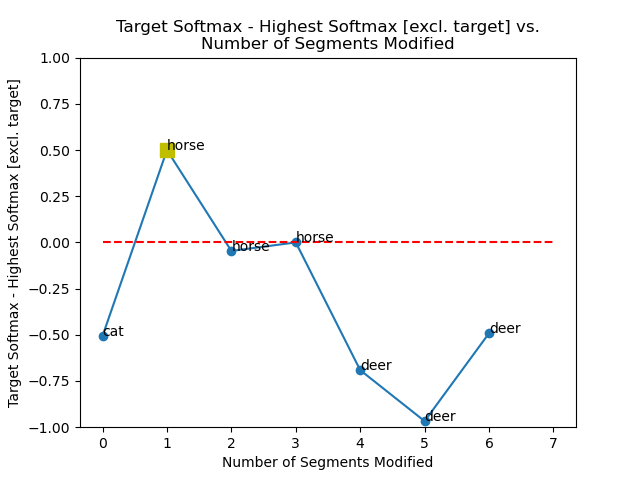 Target Softmax - Highest Softmax [excl. target] vs.
Number of Segments Modified
Target Softmax - Highest Softmax [excl. target]
1.00
0.75
0.50
0.25
0.00
−0.25
−0.50
−0.75
−1.00
cat
horse
horse
horse
deer
deer
deer
0 1 2 3 4 5 6 7
Number of Segments Modified